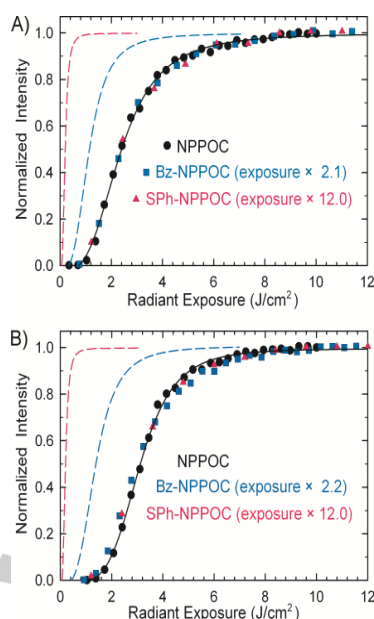 A)
Normalized Intensity
1.0
0.8
0.6
0.4
0.2
0.0
NPPOC
Bz-NPPOC (exposure × 2.1)
SPh-NPPOC (exposure × 12.0)
0 2 4 6 8 10 12
Radiant Exposure (J/cm²)
B)
Normalized Intensity
1.0
0.8
0.6
0.4
0.2
0.0
NPPOC
Bz-NPPOC (exposure × 2.2)
SPh-NPPOC (exposure × 12.0)
0 2 4 6 8 10 12
Radiant Exposure (J/cm²)